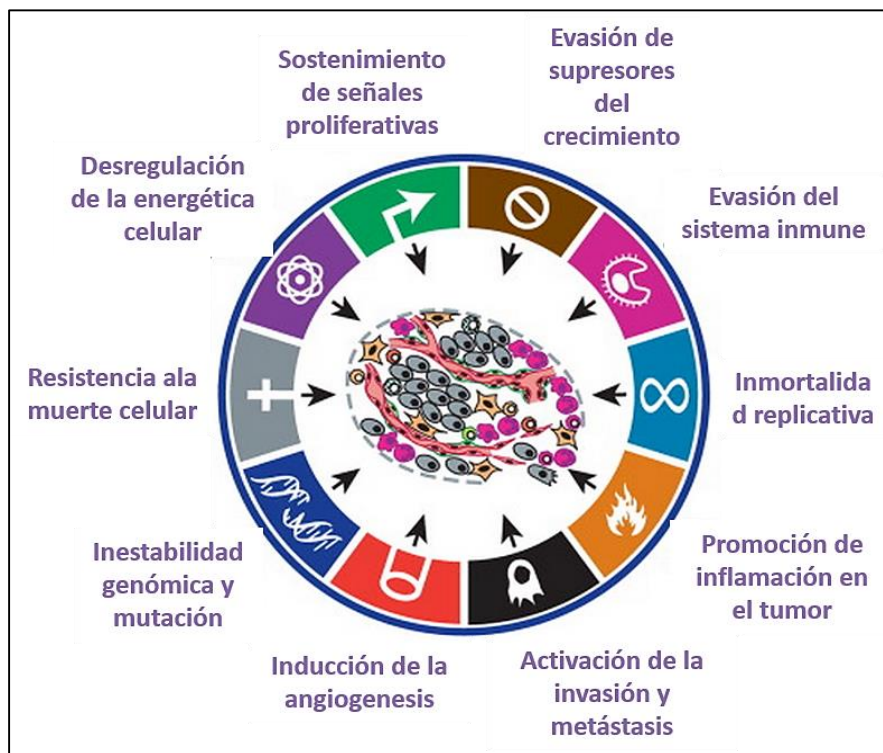 Sostenimiento
de señales
proliferativas
Evasión de
supresores
del
crecimiento
Desregulación
de la energética
celular
Evasión del
sistema inmune
Resistencia ala
muerte celular
Inmortalida
d replicativa
Inestabilidad
genómica y
mutación
Promoción de
inflamación en
el tumor
Inducción de la
angiogenesis
Activación de la
invasión y
metástasis